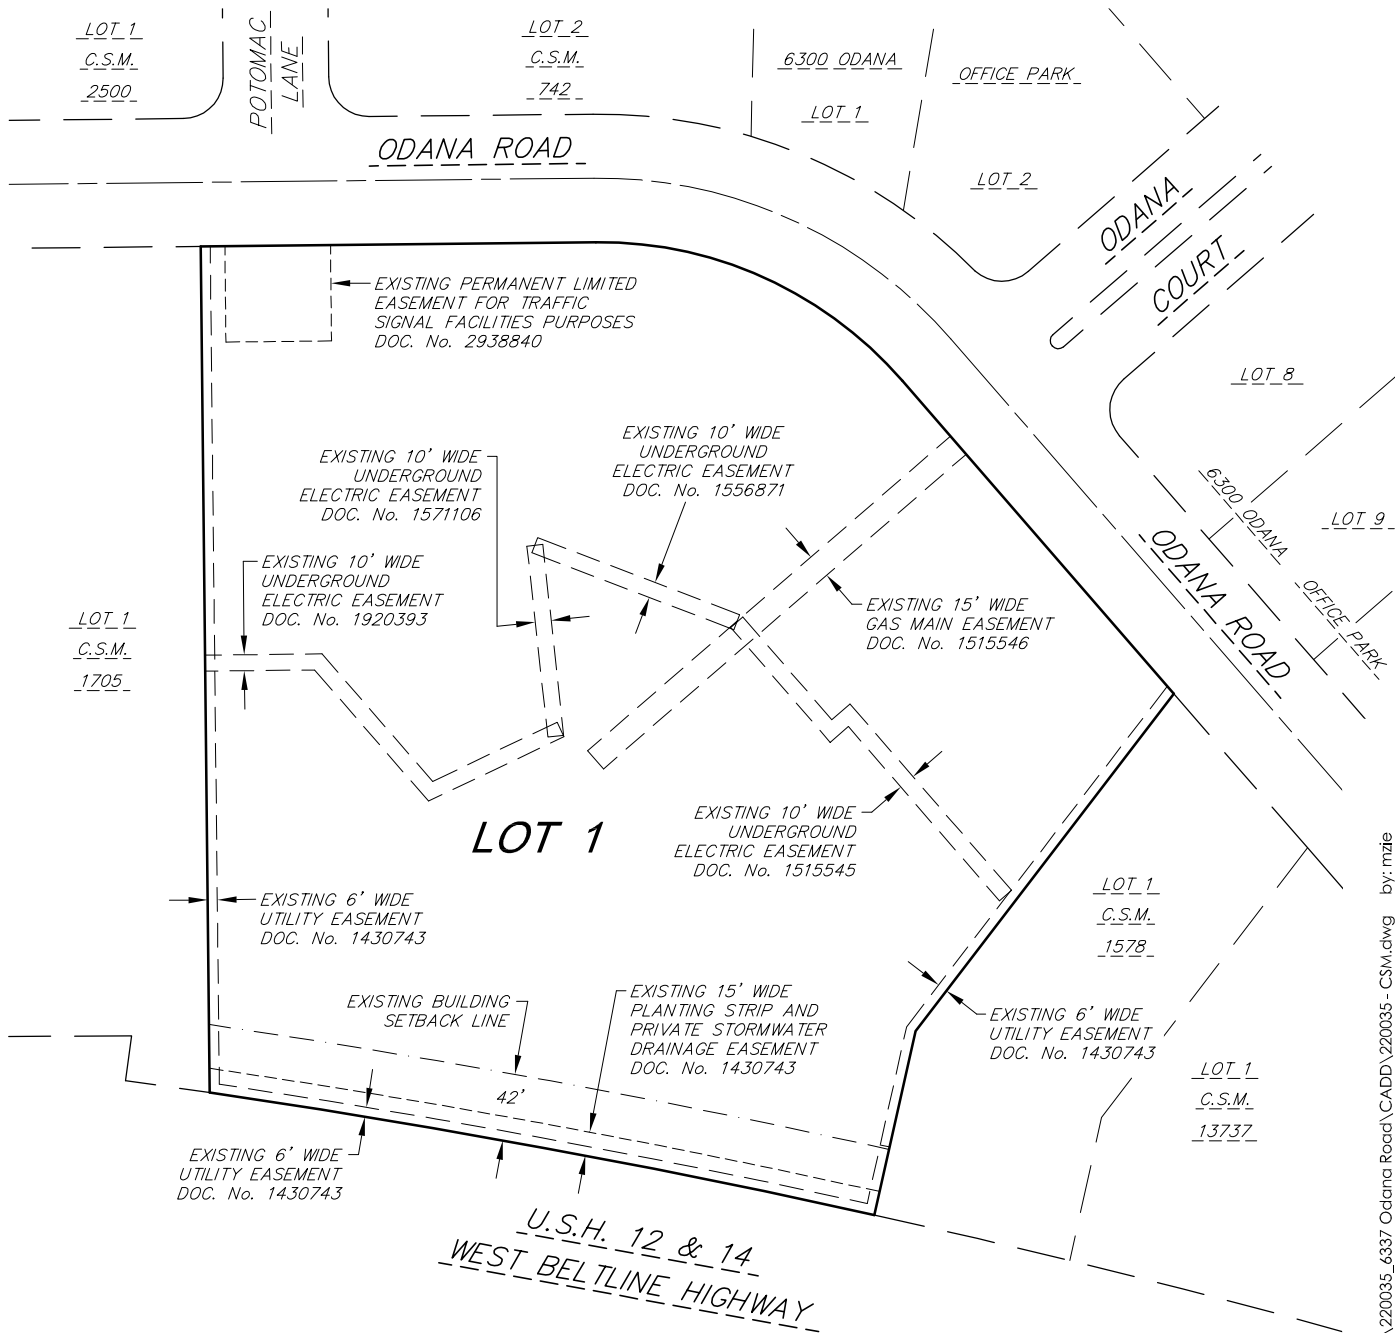 LOT 1
C.S.M.
2500
POTOMAC
LANE
LOT 2
C.S.M.
742
6300 ODANA
LOT 1
OFFICE PARK
LOT 2
ODANA ROAD
ODANA
COURT
EXISTING PERMANENT LIMITED
EASEMENT FOR TRAFFIC
SIGNAL FACILITIES PURPOSES
DOC. No. 2938840
LOT 8
EXISTING 10' WIDE
UNDERGROUND
ELECTRIC EASEMENT
DOC. No. 1571106
EXISTING 10' WIDE
UNDERGROUND
ELECTRIC EASEMENT
DOC. No. 1556871
6300 ODANA
OFFICE PARK
LOT 9
ODANA ROAD
EXISTING 10' WIDE
UNDERGROUND
ELECTRIC EASEMENT
DOC. No. 1920393
EXISTING 15' WIDE
GAS MAIN EASEMENT
DOC. No. 1515546
LOT 1
C.S.M.
1705
LOT 1
EXISTING 10' WIDE
UNDERGROUND
ELECTRIC EASEMENT
DOC. No. 1515545
LOT 1
C.S.M.
1578
EXISTING 6' WIDE
UTILITY EASEMENT
DOC. No. 1430743
EXISTING BUILDING
SETBACK LINE
EXISTING 15' WIDE
PLANTING STRIP AND
PRIVATE STORMWATER
DRAINAGE EASEMENT
DOC. No. 1430743
EXISTING 6' WIDE
UTILITY EASEMENT
DOC. No. 1430743
42'
LOT 1
C.S.M.
13737
EXISTING 6' WIDE
UTILITY EASEMENT
DOC. No. 1430743
U.S.H. 12 & 14
WEST BELTLINE HIGHWAY
\220035_6337 Odana Road\CADD\220035 - CSM.dwg by: mzie